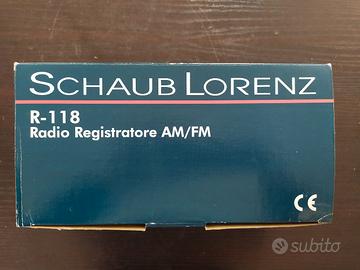 SCHAUB LORENZ
R-118
Radio Registratore AM/FM
CE
subito